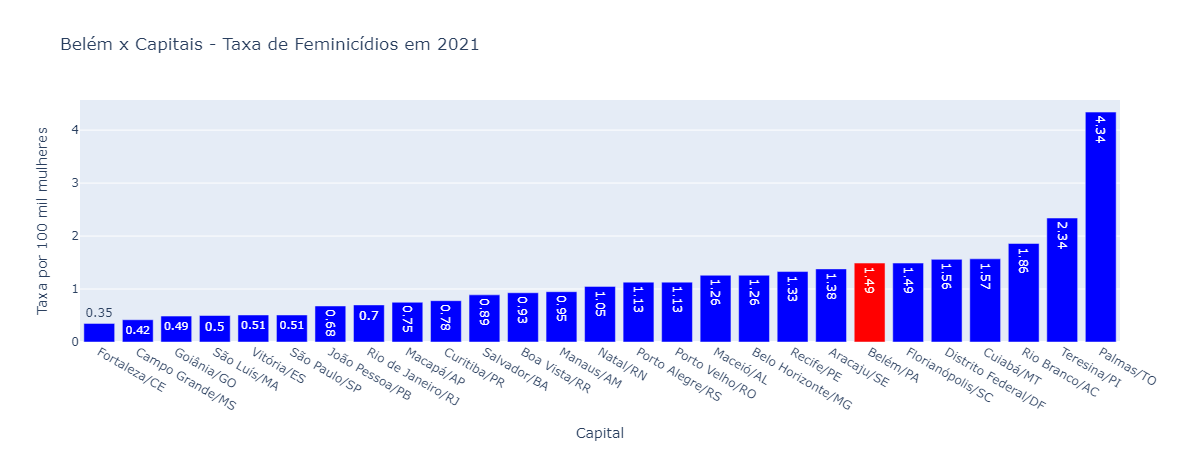 Belém x Capitais - Taxa de Feminicídios em 2021
Taxa por 100 mil mulheres
4
3
2
1
0
0.35
0.42
0.49
0.5
0.51
0.51
0.68
0.7
0.75
0.78
0.89
0.93
0.95
1.05
1.13
1.13
1.26
1.26
1.33
1.38
1.49
1.49
1.56
1.57
1.86
2.34
4.34
Fortaleza/CE
Campo Grande/MS
Goiânia/GO
São Luís/MA
Vitória/ES
São Paulo/SP
João Pessoa/PB
Rio de Janeiro/RJ
Macapá/AP
Curitiba/PR
Salvador/BA
Boa Vista/RR
Manaus/AM
Natal/RN
Porto Alegre/RS
Porto Velho/RO
Maceió/AL
Belo Horizonte/MG
Recife/PE
Aracaju/SE
Belém/PA
Florianópolis/SC
Distrito Federal/DF
Cuiabá/MT
Rio Branco/AC
Teresina/PI
Palmas/TO
Capital